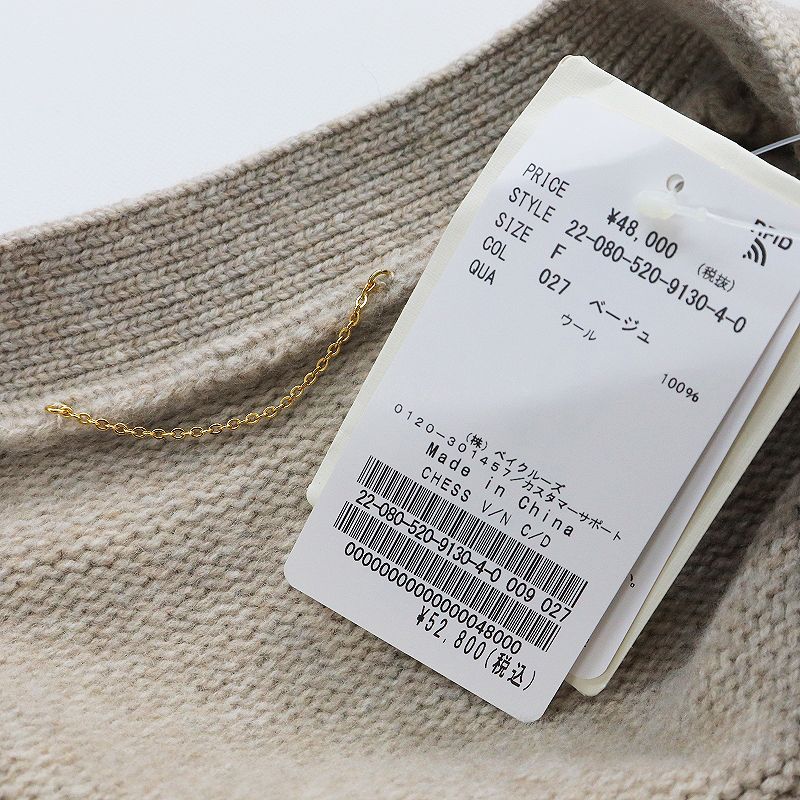 PRICE ¥48,000 (税抜)
STYLE 22-080-520-9130-4-0
SIZE F
COL 027 ベージュ
QUA ウール 100%
RFID
(株)ベイクルーズ
0120-301457/カスタマーサポート
Made in China
CHESS V/N C/D
22-080-520-9130-4-0 009 027
00000000000000048000
¥52,800(税込)